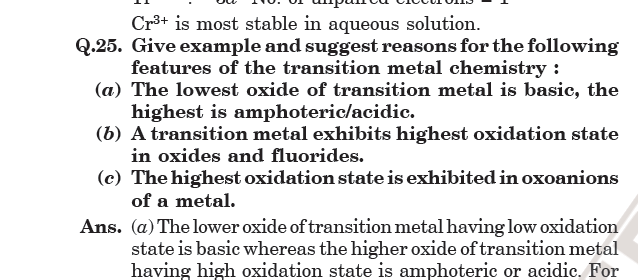 Cr³⁺ is most stable in aqueous solution.
Q.25. Give example and suggest reasons for the following
features of the transition metal chemistry :
(a) The lowest oxide of transition metal is basic, the
highest is amphoteric/acidic.
(b) A transition metal exhibits highest oxidation state
in oxides and fluorides.
(c) The highest oxidation state is exhibited in oxoanions
of a metal.
Ans. (a) The lower oxide of transition metal having low oxidation
state is basic whereas the higher oxide of transition metal
having high oxidation state is amphoteric or acidic. For